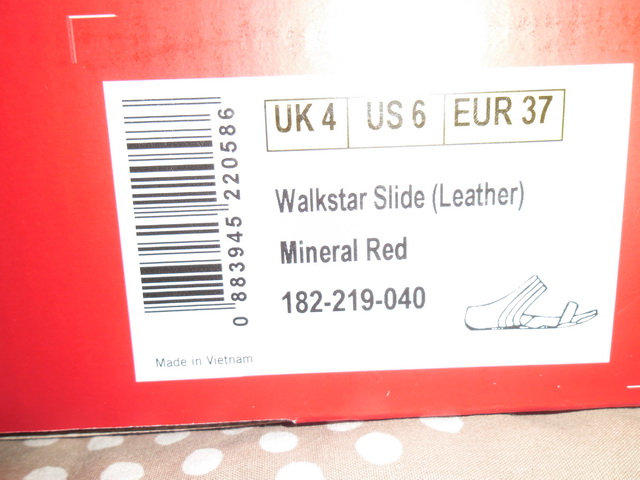 UK 4 US 6 EUR 37
Walkstar Slide (Leather)
Mineral Red
182-219-040
0 883945 220586
Made in Vietnam